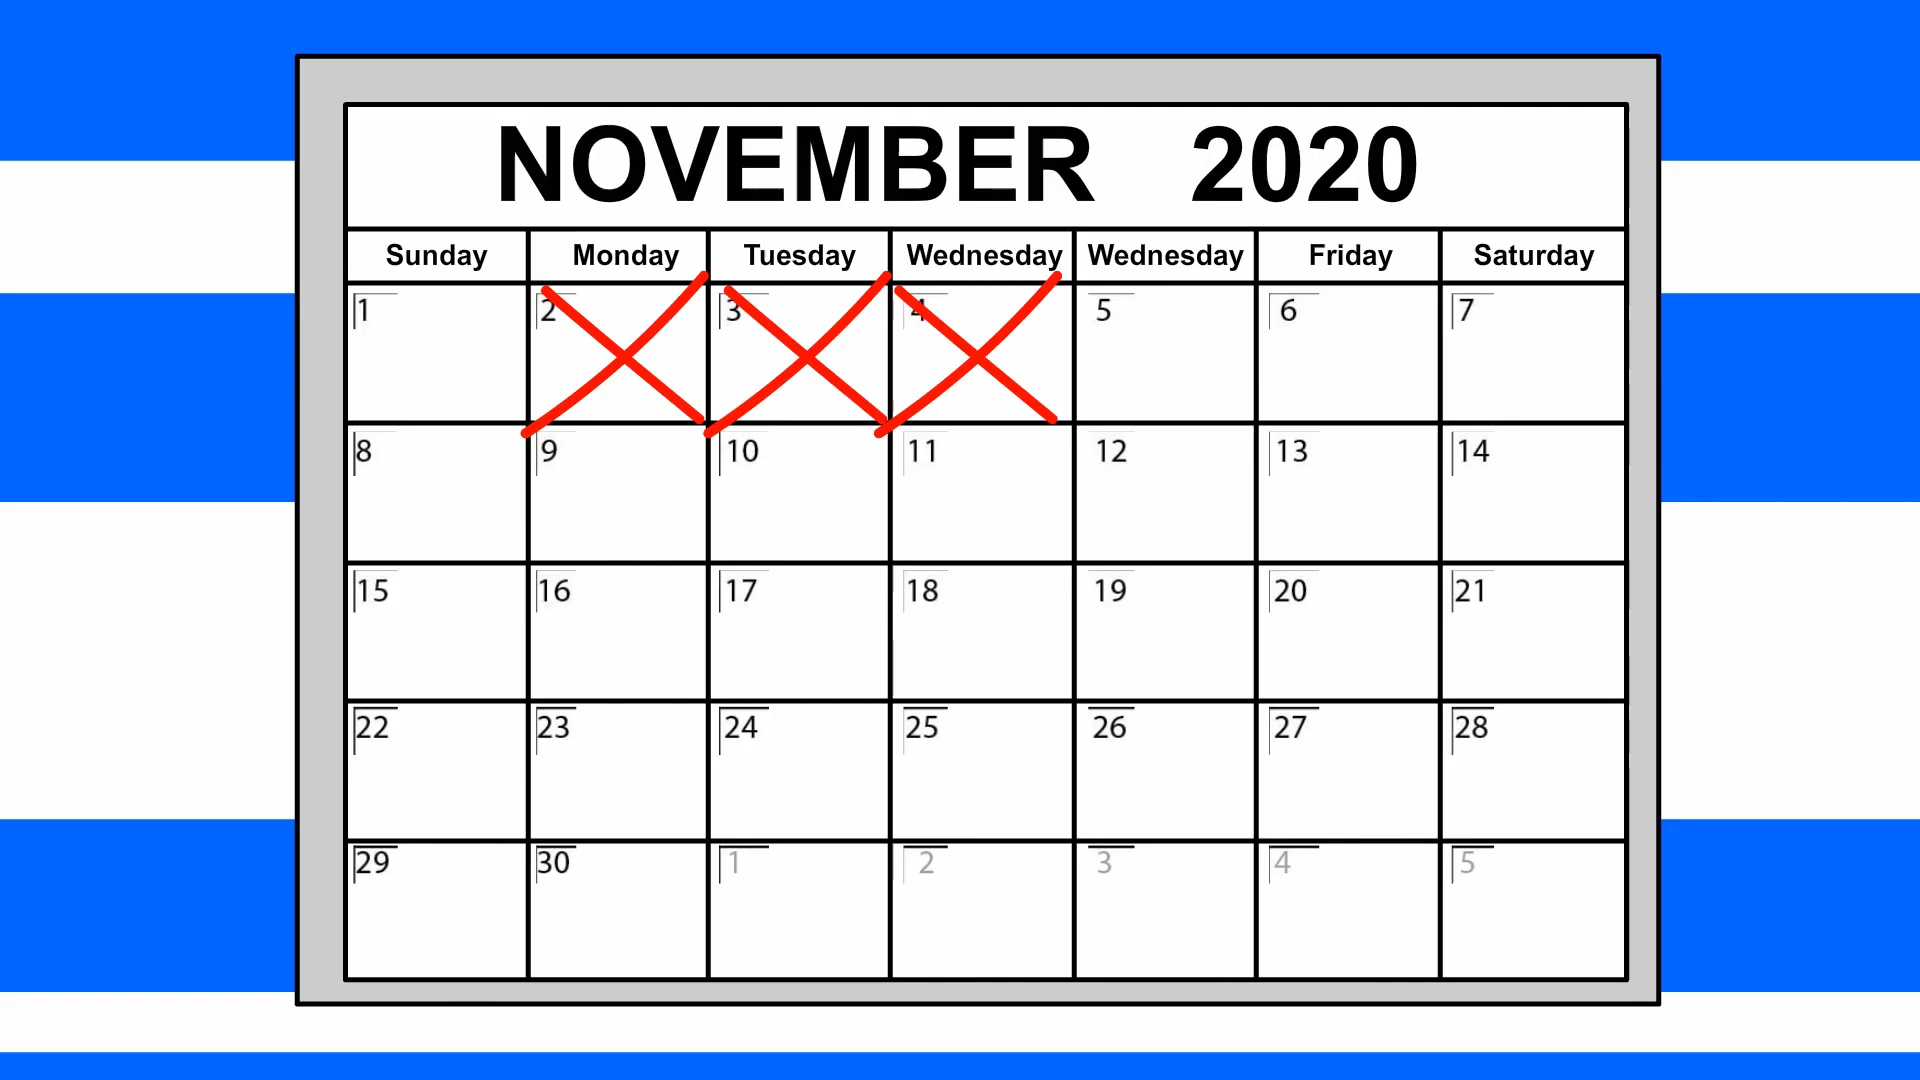 NOVEMBER 2020
Sunday Monday Tuesday Wednesday Wednesday Friday Saturday
1 2 3 4 5 6 7
8 9 10 11 12 13 14
15 16 17 18 19 20 21
22 23 24 25 26 27 28
29 30 1 2 3 4 5